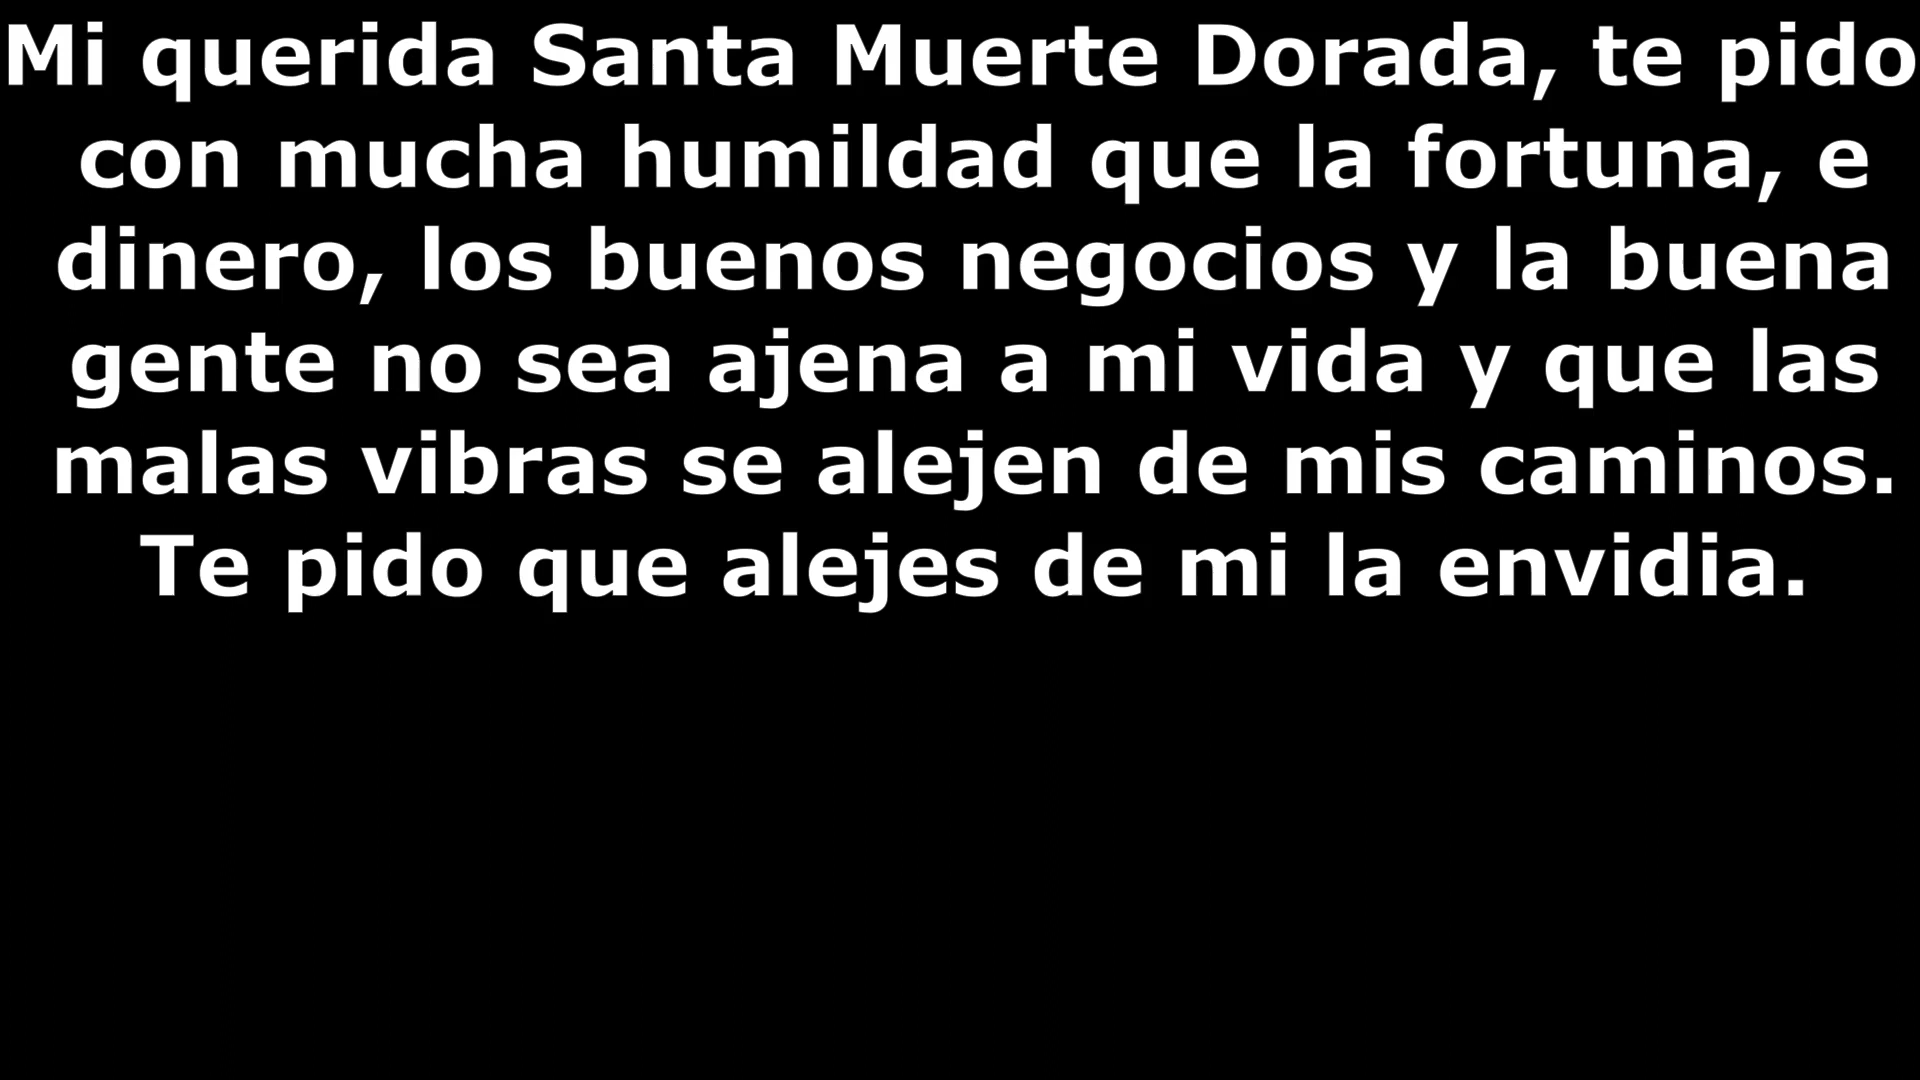 Mi querida Santa Muerte Dorada, te pido
con mucha humildad que la fortuna, e
dinero, los buenos negocios y la buena
gente no sea ajena a mi vida y que las
malas vibras se alejen de mis caminos.
Te pido que alejes de mi la envidia.